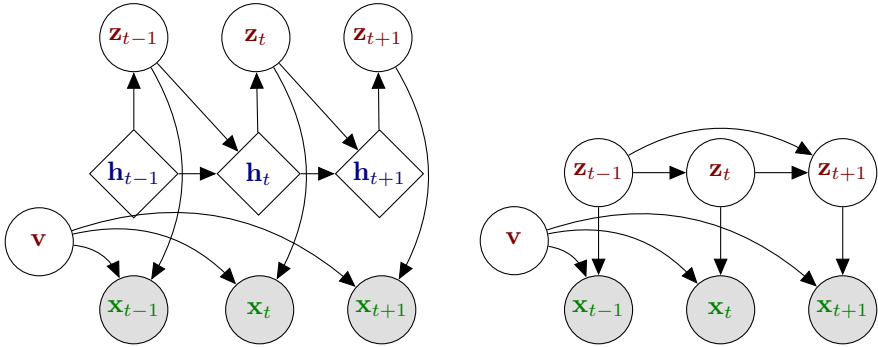 z_{t−1} z_t z_{t+1}
h_{t−1} h_t h_{t+1} z_{t−1} z_t z_{t+1}
v v
x_{t−1} x_t x_{t+1} x_{t−1} x_t x_{t+1}